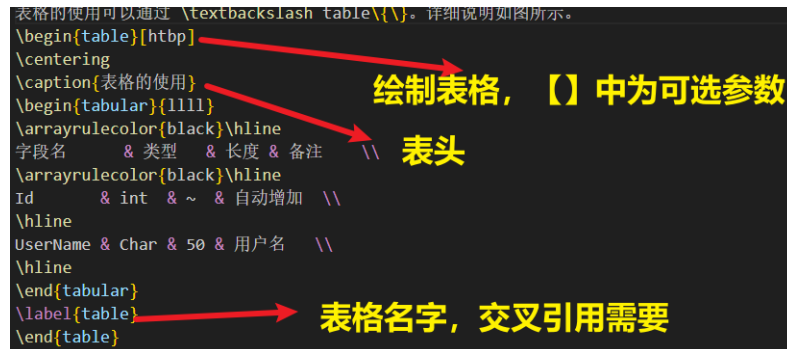 表格的使用可以通过 \textbackslash table\{\}。详细说明如图所示。
\begin{table}[htbp]
\centering
\caption{表格的使用}
绘制表格，【】中为可选参数
\begin{tabular}{llll}
\arrayrulecolor{black}\hline
字段名 & 类型 & 长度 & 备注 \\
表头
\arrayrulecolor{black}\hline
Id & int & ~ & 自动增加 \\
\hline
UserName & Char & 50 & 用户名 \\
\hline
\end{tabular}
\label{table}
表格名字，交叉引用需要
\end{table}